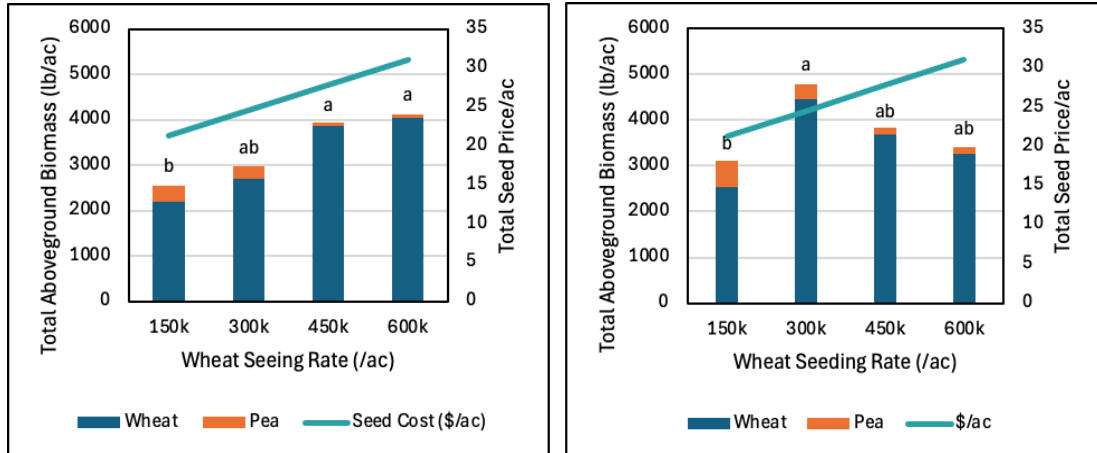 Total Aboveground Biomass (lb/ac)
6000
5000
4000
3000
2000
1000
0
b
ab
a
a
35
30
25
20
15
10
5
0
Total Seed Price/ac
150k 300k 450k 600k
Wheat Seeing Rate (/ac)
Wheat Pea Seed Cost ($/ac)
Total Aboveground Biomass (lb/ac)
6000
5000
4000
3000
2000
1000
0
b
a
ab
ab
35
30
25
20
15
10
5
0
Total Seed Price/ac
150k 300k 450k 600k
Wheat Seeding Rate (/ac)
Wheat Pea $/ac